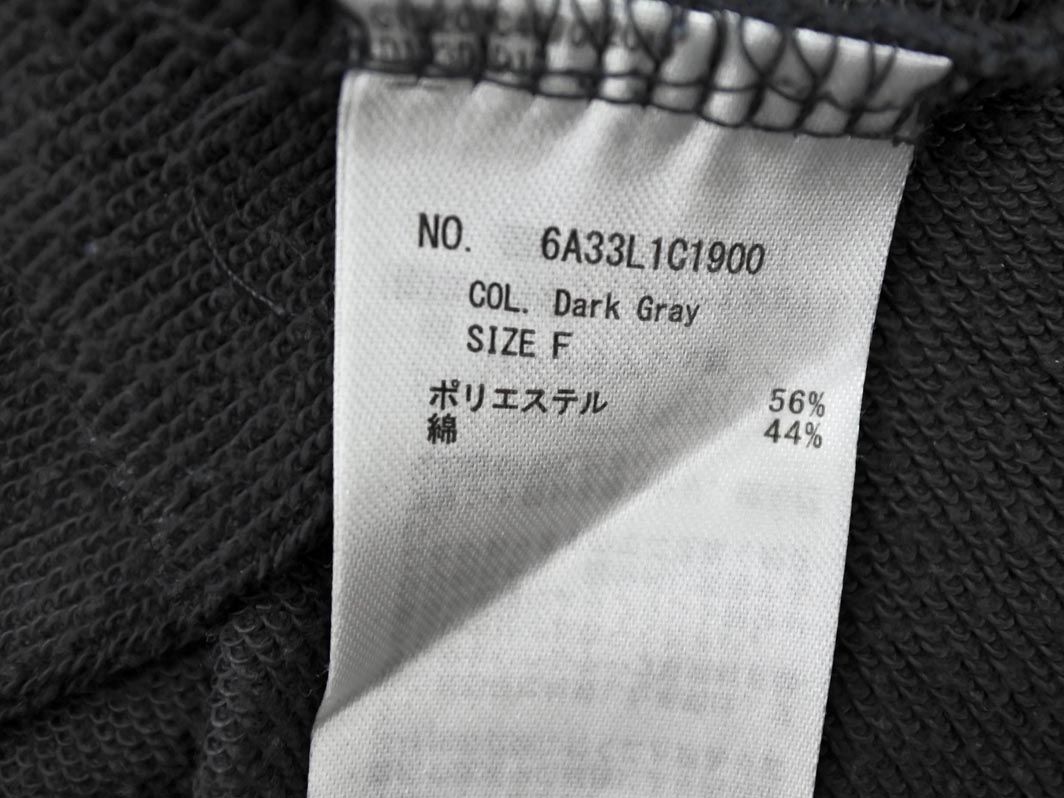 NO. 6A33L1C1900
COL. Dark Gray
SIZE F
ポリエステル 56%
綿 44%